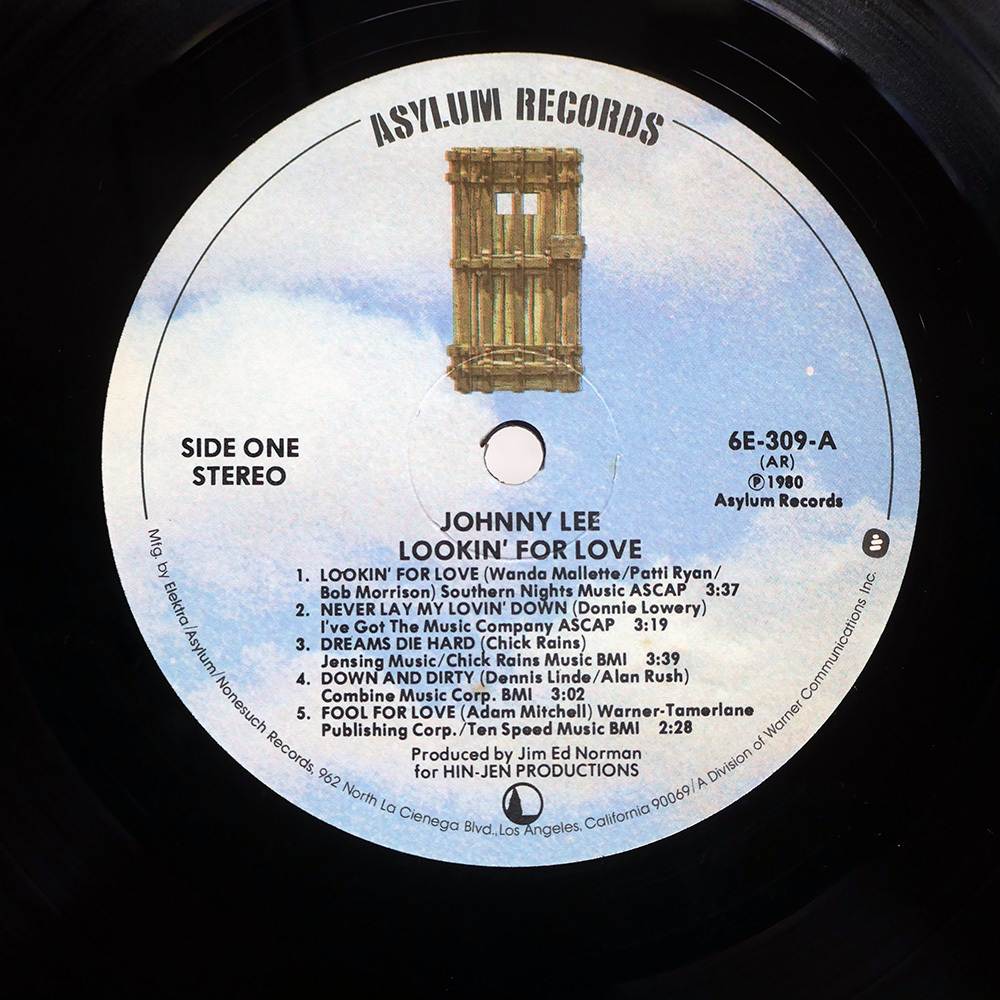 ASYLUM RECORDS
SIDE ONE
STEREO
6E-309-A
(AR)
Ⓟ1980
Asylum Records
JOHNNY LEE
LOOKIN' FOR LOVE
1. LOOKIN' FOR LOVE (Wanda Mallette/Patti Ryan/
Bob Morrison) Southern Nights Music ASCAP 3:37
2. NEVER LAY MY LOVIN' DOWN (Donnie Lowery)
I've Got The Music Company ASCAP 3:19
3. DREAMS DIE HARD (Chick Rains)
Jensing Music/Chick Rains Music BMI 3:39
4. DOWN AND DIRTY (Dennis Linde/Alan Rush)
Combine Music Corp. BMI 3:02
5. FOOL FOR LOVE (Adam Mitchell) Warner-Tamerlane
Publishing Corp./Ten Speed Music BMI 2:28
Produced by Jim Ed Norman
for HIN-JEN PRODUCTIONS
Mfg. by Elektra/Asylum/Nonesuch Records, 962 North La Cienega Blvd., Los Angeles, California 90069/A Division of Warner Communications Inc.